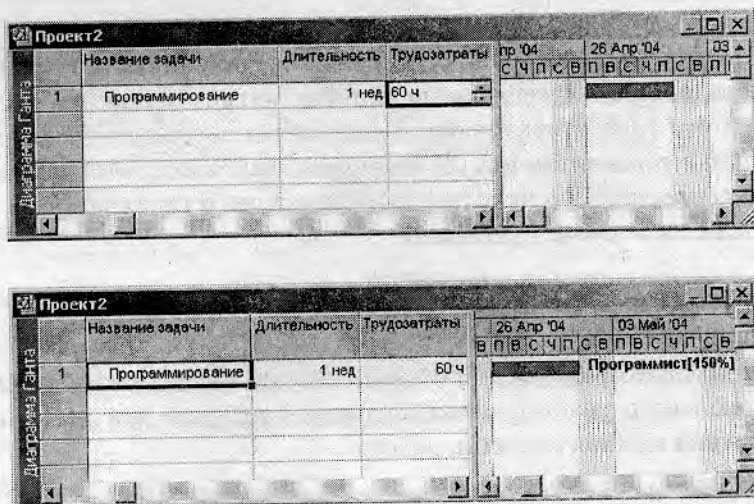 Проект2
Название задачи Длительность Трудозатраты пр '04 26 Апр '04 03
С Ч П С В П В С Ч П С В П
1 Программирование 1 нед 60 ч
Диаграмма Ганта
Проект2
Название задачи Длительность Трудозатраты 26 Апр '04 03 Май '04
В П В С Ч П С В П В С Ч П С В
1 Программирование 1 нед 60 ч Программист[150%]
Диаграмма Ганта